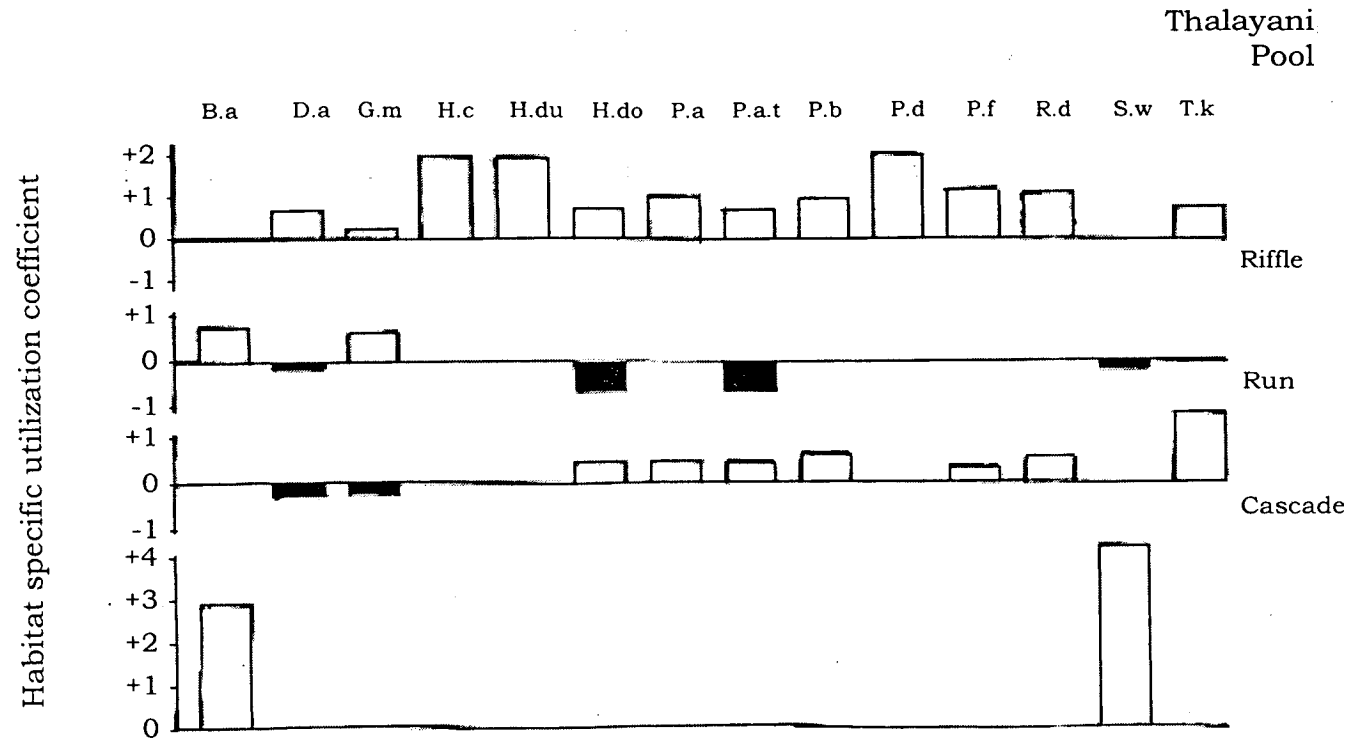 Thalayani
Pool
B.a D.a G.m H.c H.du H.do P.a P.a.t P.b P.d P.f R.d S.w T.k
Habitat specific utilization coefficient
+2
+1
0
-1
Riffle
+1
0
-1
Run
+1
0
-1
Cascade
+4
+3
+2
+1
0